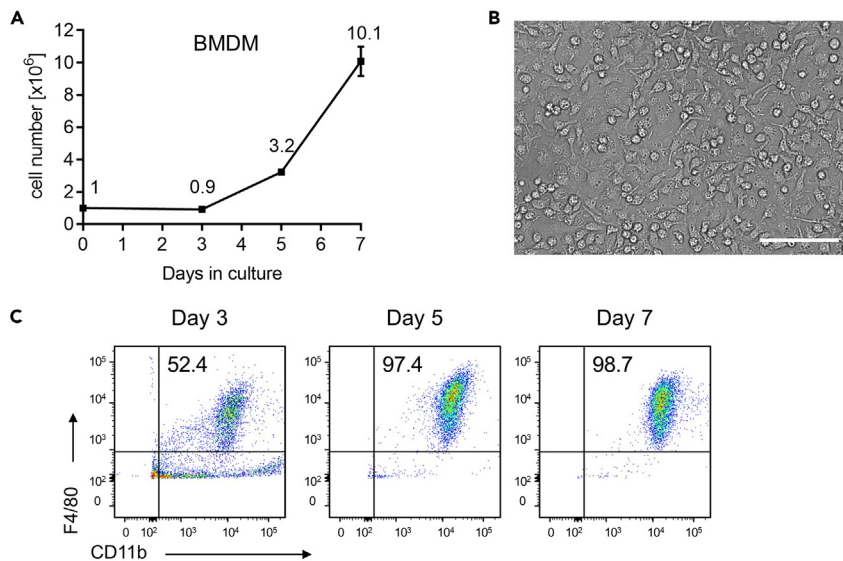 A
BMDM
cell number [x10⁶]
12
10
8
6
4
2
0
1
0.9
3.2
10.1
0 1 2 3 4 5 6 7
Days in culture
B
C
Day 3 Day 5 Day 7
52.4 97.4 98.7
10⁵ 10⁵ 10⁵
10⁴ 10⁴ 10⁴
10³ 10³ 10³
10² 10² 10²
0 0 0
0 10² 10³ 10⁴ 10⁵ 0 10² 10³ 10⁴ 10⁵ 0 10² 10³ 10⁴ 10⁵
F4/80
CD11b